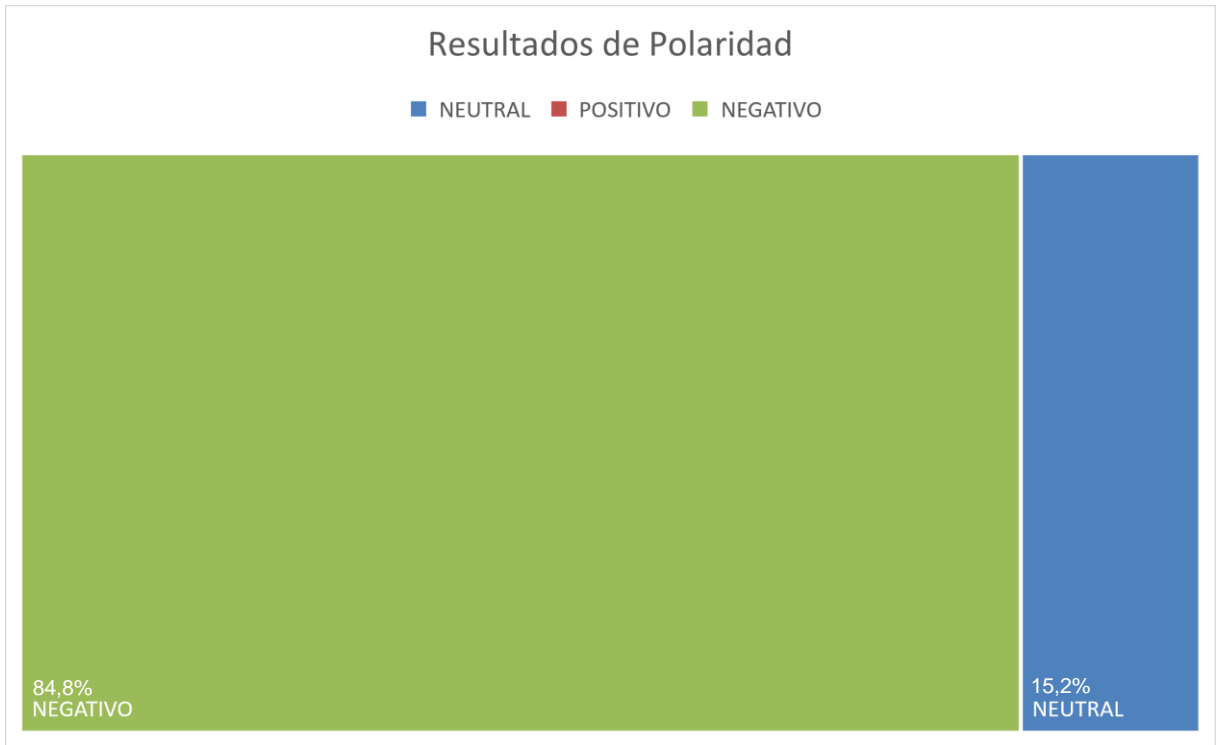 Resultados de Polaridad
NEUTRAL POSITIVO NEGATIVO
84,8%
NEGATIVO
15,2%
NEUTRAL